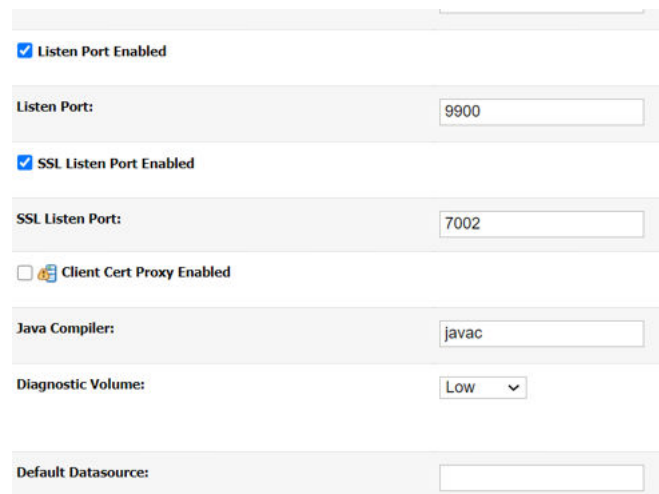 Listen Port Enabled
Listen Port: 9900
SSL Listen Port Enabled
SSL Listen Port: 7002
Client Cert Proxy Enabled
Java Compiler: javac
Diagnostic Volume: Low
Default Datasource: